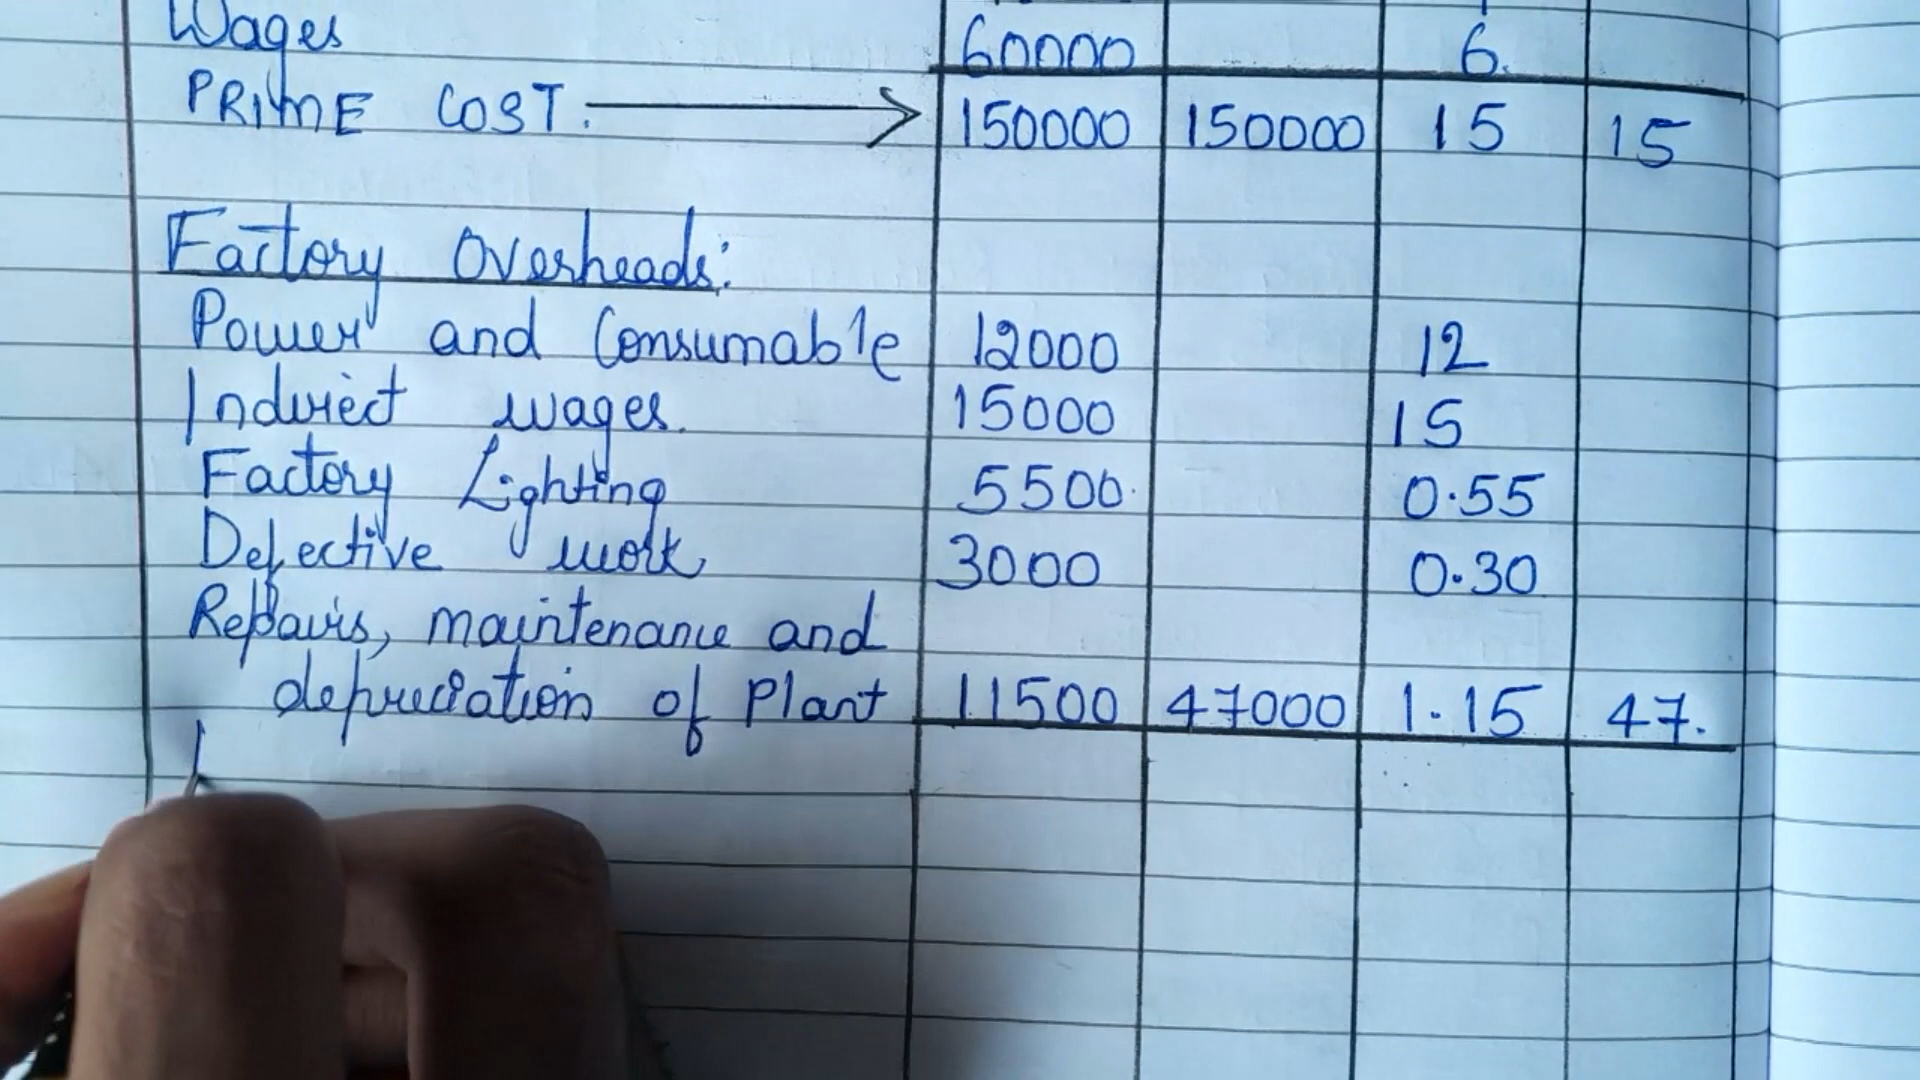 Wages 60000 6.
PRIME COST. 150000 150000 15 15
Factory Overheads:
Power and Consumable 12000 12
Indirect wages. 15000 15
Factory Lighting 5500 0.55
Defective work 3000 0.30
Repairs, maintenance and
depreciation of Plant 11500 47000 1.15 47.